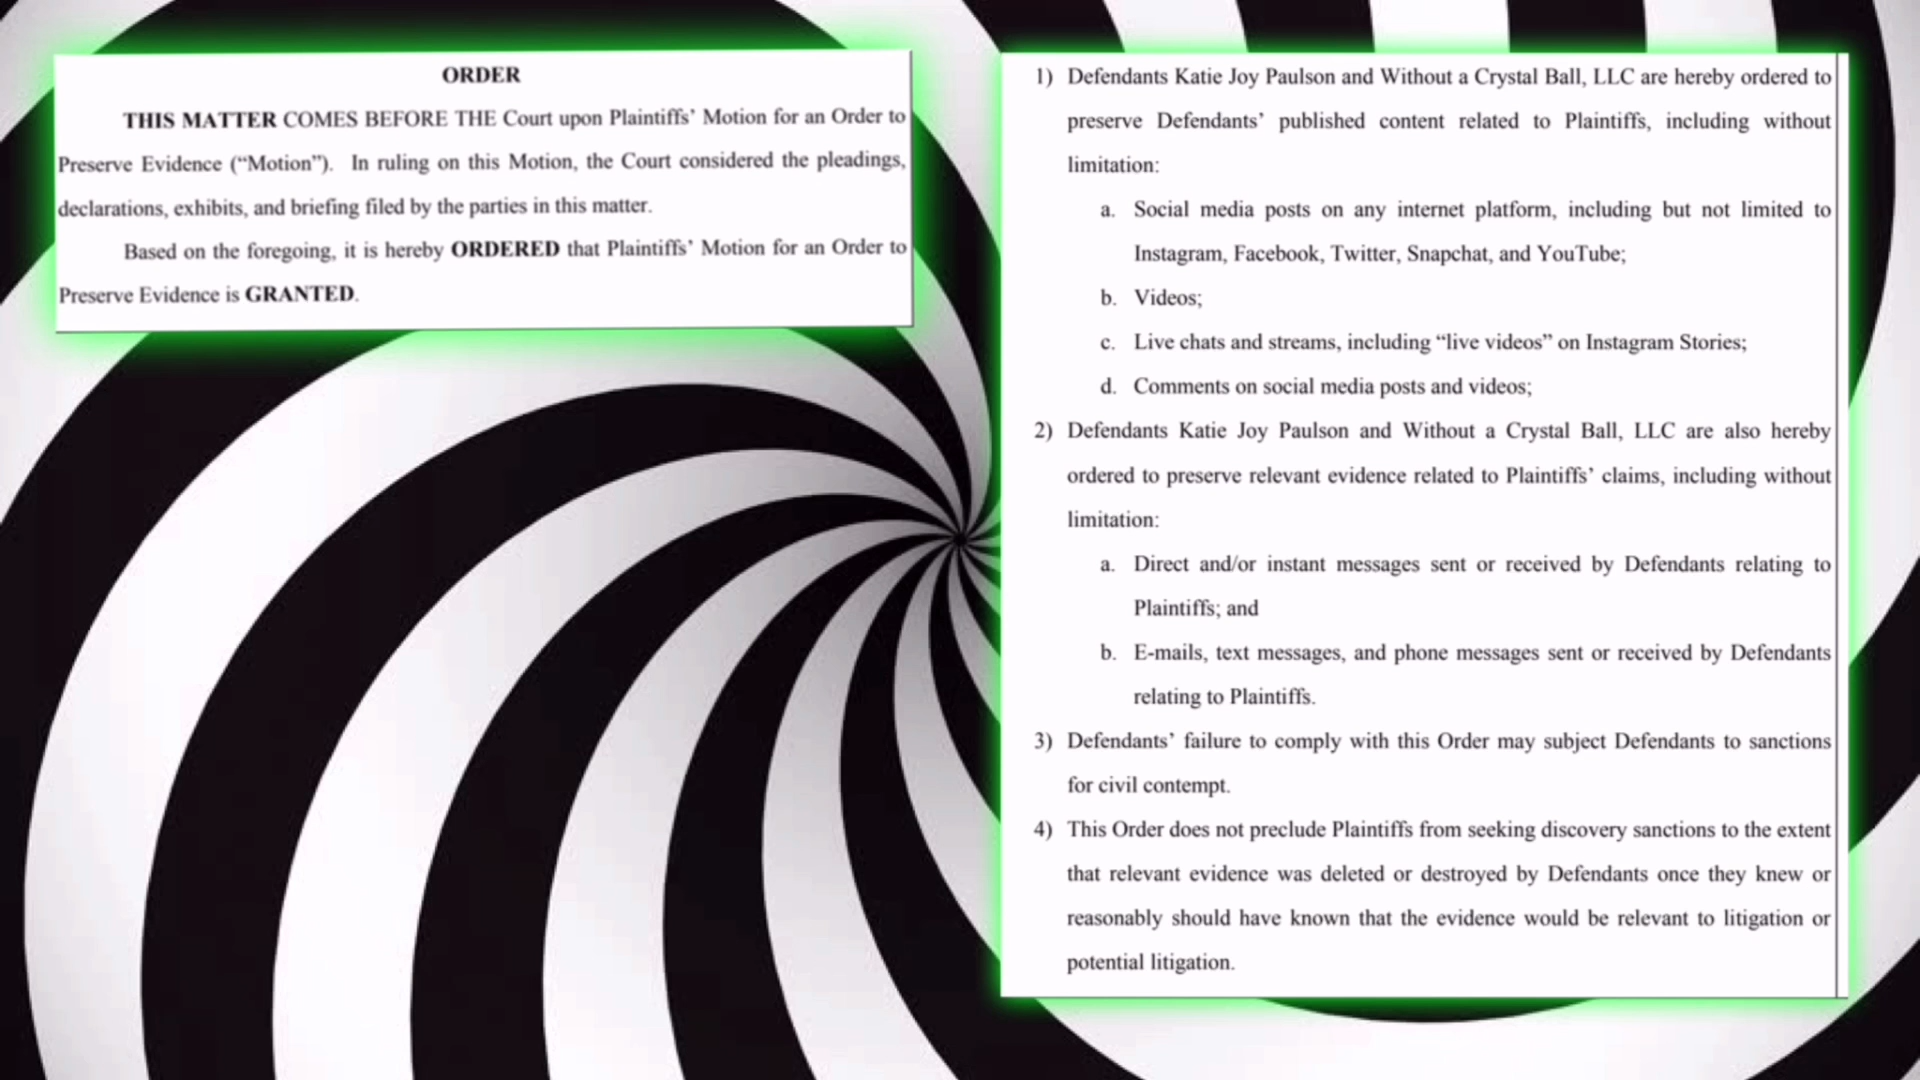 ORDER
THIS MATTER COMES BEFORE THE Court upon Plaintiffs’ Motion for an Order to
Preserve Evidence (“Motion”). In ruling on this Motion, the Court considered the pleadings,
declarations, exhibits, and briefing filed by the parties in this matter.
Based on the foregoing, it is hereby ORDERED that Plaintiffs’ Motion for an Order to
Preserve Evidence is GRANTED.
1) Defendants Katie Joy Paulson and Without a Crystal Ball, LLC are hereby ordered to
preserve Defendants’ published content related to Plaintiffs, including without
limitation:
a. Social media posts on any internet platform, including but not limited to
Instagram, Facebook, Twitter, Snapchat, and YouTube;
b. Videos;
c. Live chats and streams, including “live videos” on Instagram Stories;
d. Comments on social media posts and videos;
2) Defendants Katie Joy Paulson and Without a Crystal Ball, LLC are also hereby
ordered to preserve relevant evidence related to Plaintiffs’ claims, including without
limitation:
a. Direct and/or instant messages sent or received by Defendants relating to
Plaintiffs; and
b. E-mails, text messages, and phone messages sent or received by Defendants
relating to Plaintiffs.
3) Defendants’ failure to comply with this Order may subject Defendants to sanctions
for civil contempt.
4) This Order does not preclude Plaintiffs from seeking discovery sanctions to the extent
that relevant evidence was deleted or destroyed by Defendants once they knew or
reasonably should have known that the evidence would be relevant to litigation or
potential litigation.